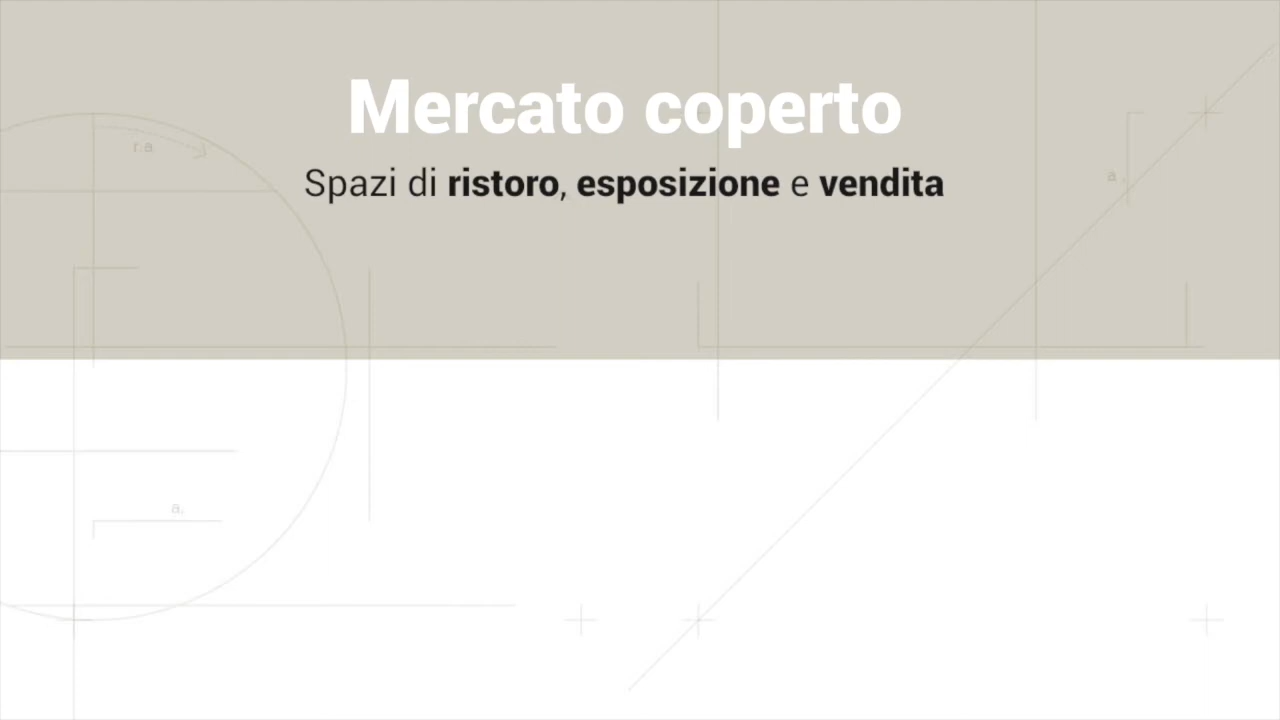 Mercato coperto
r.a.
a.
Spazi di ristoro, esposizione e vendita
a.